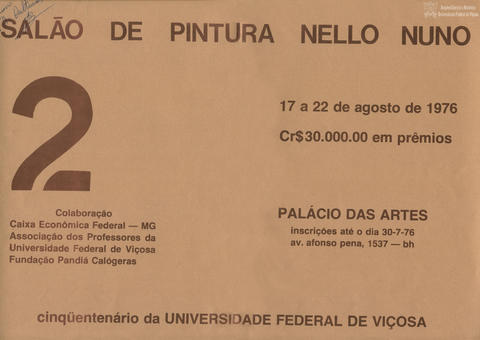 SALÃO DE PINTURA NELLO NUNO
2
17 a 22 de agosto de 1976
Cr$30.000.00 em prêmios
Colaboração
Caixa Econômica Federal — MG
Associação dos Professores da
Universidade Federal de Viçosa
Fundação Pandiá Calógeras
PALÁCIO DAS ARTES
inscrições até o dia 30-7-76
av. afonso pena, 1537 — bh
cinqüentenário da UNIVERSIDADE FEDERAL DE VIÇOSA